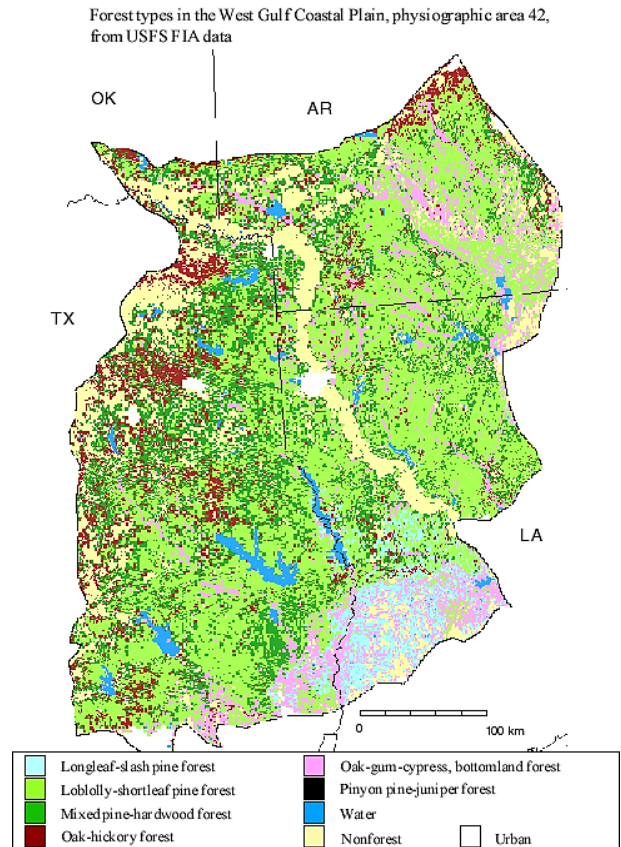 Forest types in the West Gulf Coastal Plain, physiographic area 42,
from USFS FIA data
OK
AR
TX
LA
0 100 km
Longleaf-slash pine forest
Loblolly-shortleaf pine forest
Mixed pine-hardwood forest
Oak-hickory forest
Oak-gum-cypress, bottomland forest
Pinyon pine-juniper forest
Water
Nonforest
Urban